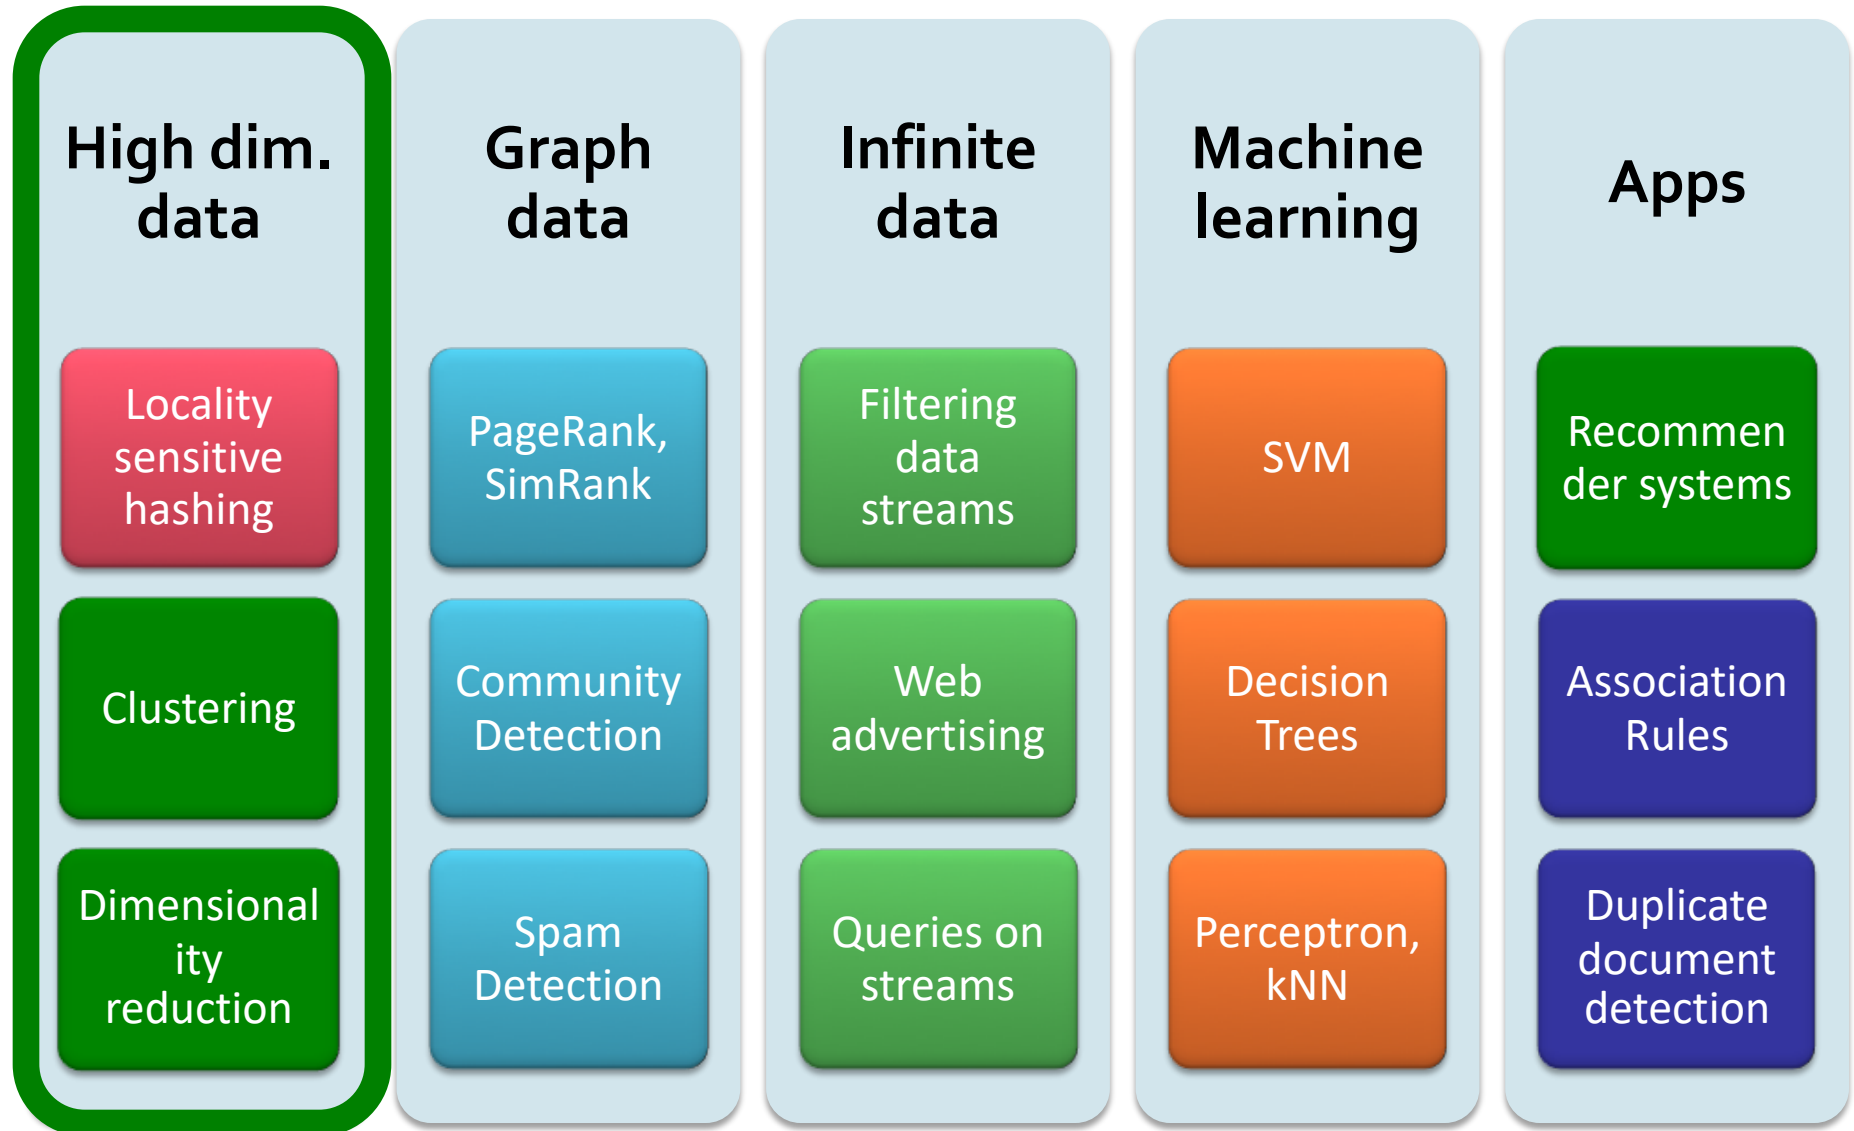 High dim.
data
Locality
sensitive
hashing
Clustering
Dimensional
ity
reduction
Graph
data
PageRank,
SimRank
Community
Detection
Spam
Detection
Infinite
data
Filtering
data
streams
Web
advertising
Queries on
streams
Machine
learning
SVM
Decision
Trees
Perceptron,
kNN
Apps
Recommen
der systems
Association
Rules
Duplicate
document
detection